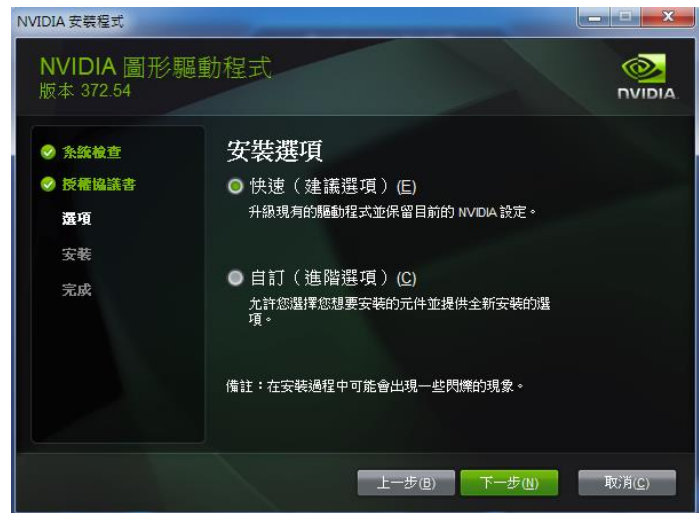 NVIDIA 安裝程式
NVIDIA 圖形驅動程式
版本 372.54
NVIDIA.
系統檢查
授權協議書
選項
安裝
完成
安裝選項
快速（建議選項）(E)
升級現有的驅動程式並保留目前的 NVIDIA 設定。
自訂（進階選項）(C)
允許您選擇您想要安裝的元件並提供全新安裝的選
項。
備註：在安裝過程中可能會出現一些閃爍的現象。
上一步(B)
下一步(N)
取消(C)